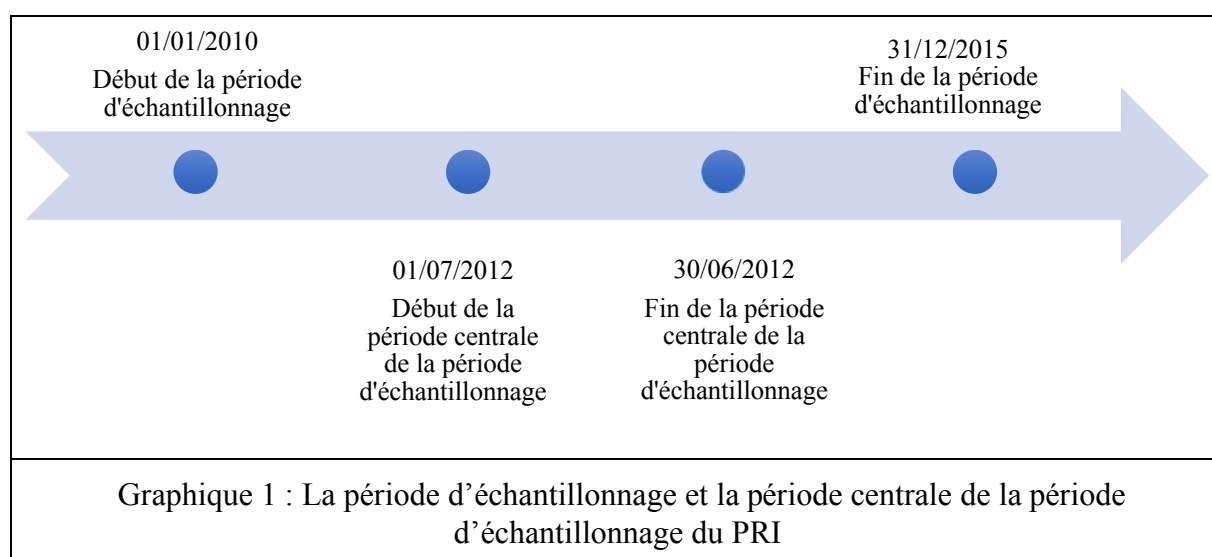 01/01/2010
Début de la période
d'échantillonnage
31/12/2015
Fin de la période
d'échantillonnage
01/07/2012
Début de la
période centrale
de la période
d'échantillonnage
30/06/2012
Fin de la période
centrale de la
période
d'échantillonnage
Graphique 1 : La période d’échantillonnage et la période centrale de la période
d’échantillonnage du PRI